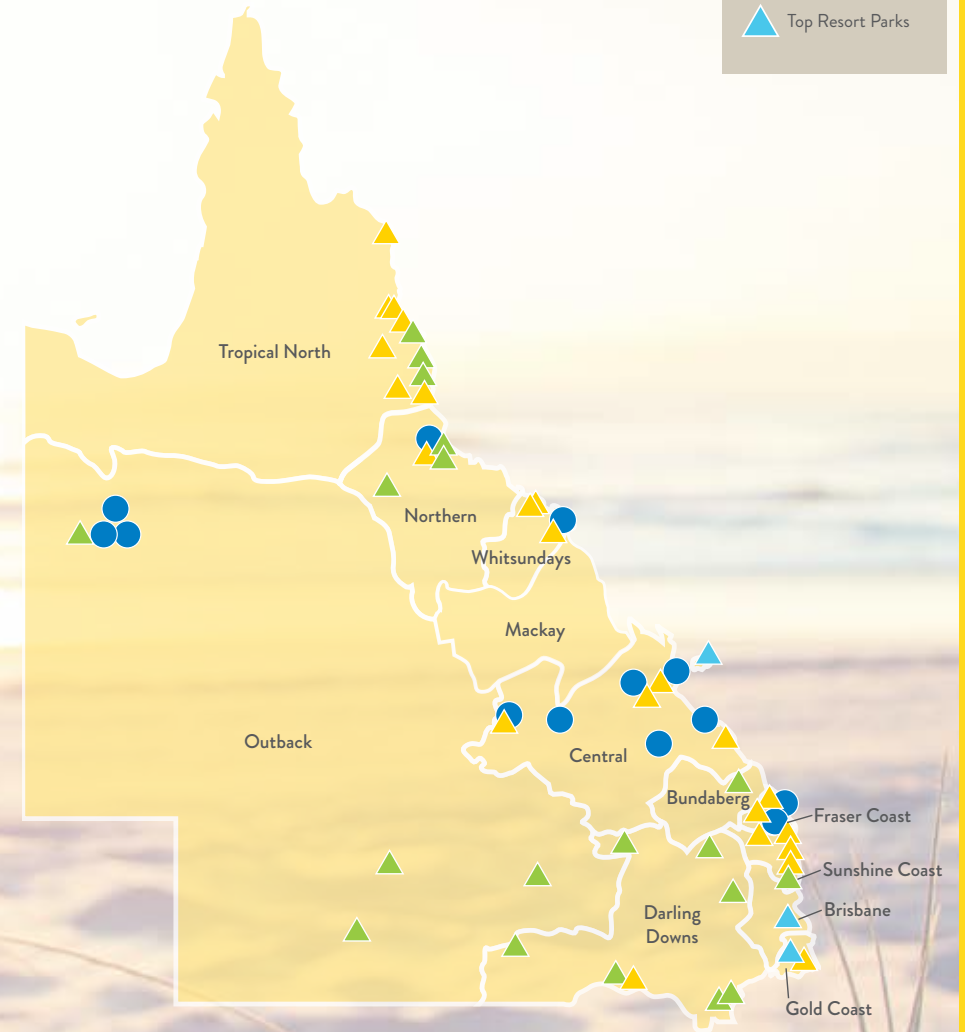 Top Resort Parks
Tropical North
Northern
Whitsundays
Mackay
Outback
Central
Bundaberg
Fraser Coast
Sunshine Coast
Brisbane
Darling
Downs
Gold Coast